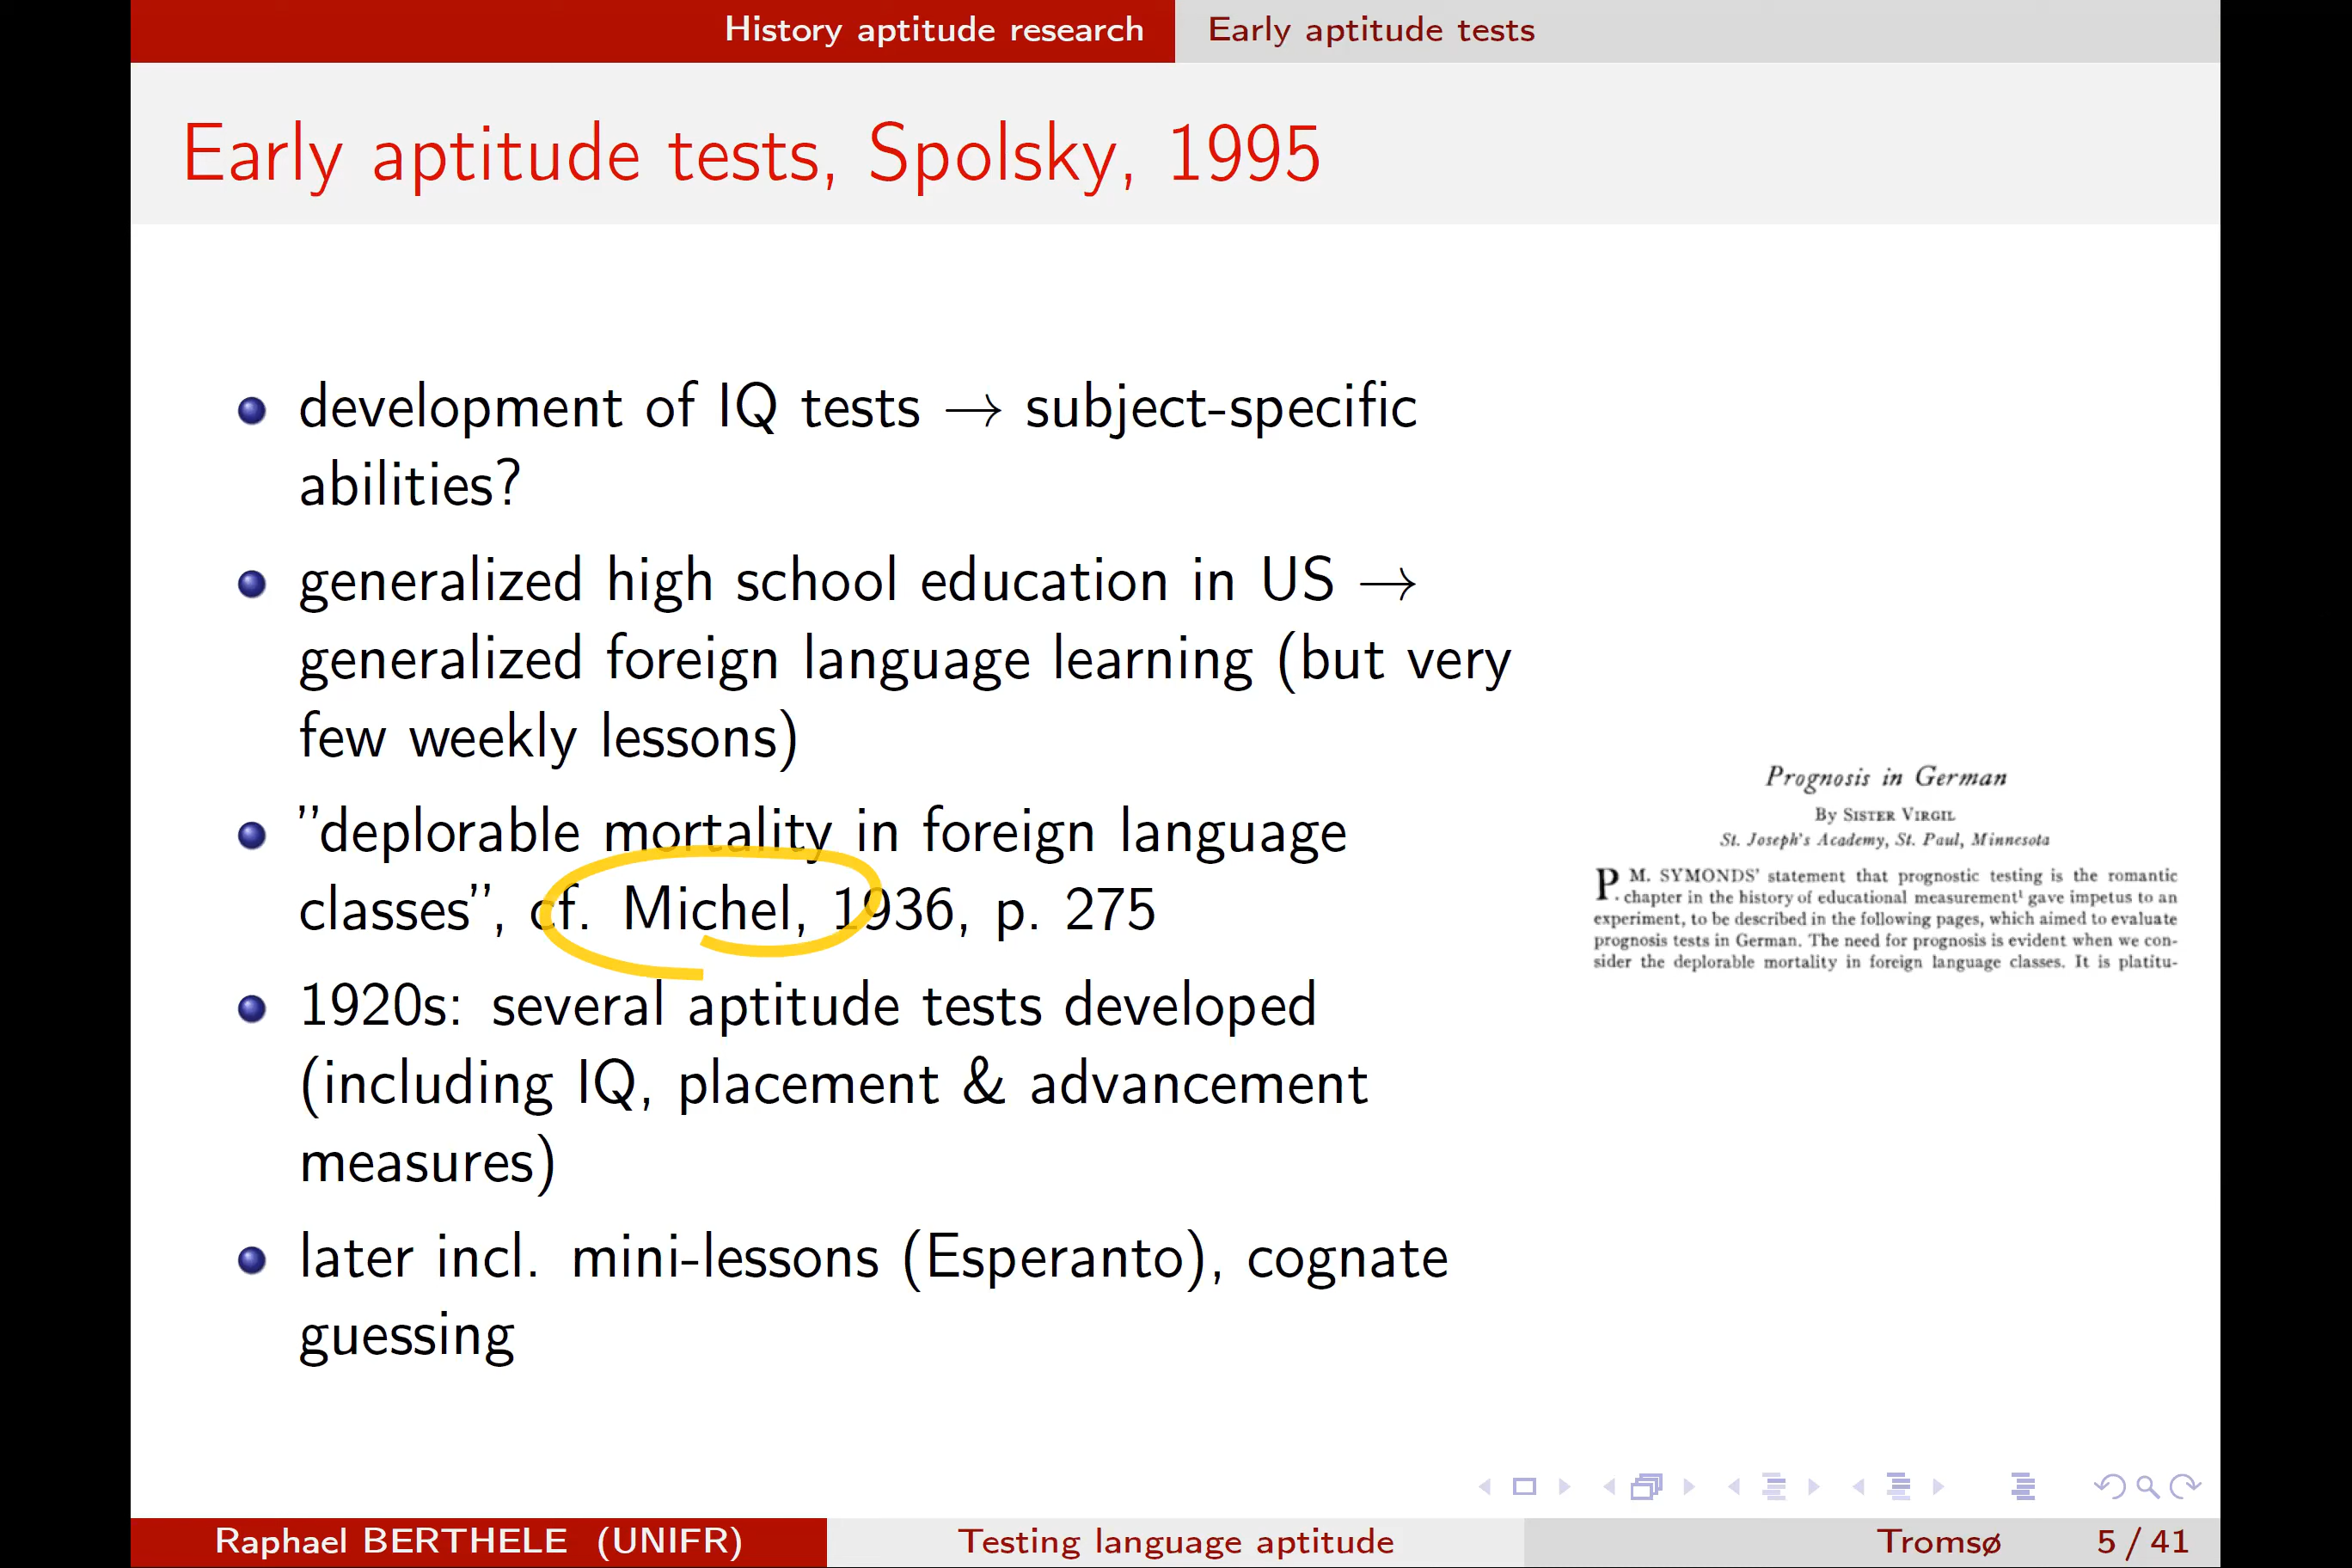 History aptitude research
Early aptitude tests
Early aptitude tests, Spolsky, 1995
development of IQ tests → subject-specific
abilities?
generalized high school education in US →
generalized foreign language learning (but very
few weekly lessons)
”deplorable mortality in foreign language
classes”, cf. Michel, 1936, p. 275
1920s: several aptitude tests developed
(including IQ, placement & advancement
measures)
later incl. mini-lessons (Esperanto), cognate
guessing
Prognosis in German
By Sister Virgil
St. Joseph's Academy, St. Paul, Minnesota
P. M. SYMONDS' statement that prognostic testing is the romantic
chapter in the history of educational measurement¹ gave impetus to an
experiment, to be described in the following pages, which aimed to evaluate
prognosis tests in German. The need for prognosis is evident when we con-
sider the deplorable mortality in foreign language classes. It is platitu-
Raphael BERTHELE (UNIFR)
Testing language aptitude
Tromsø
5 / 41